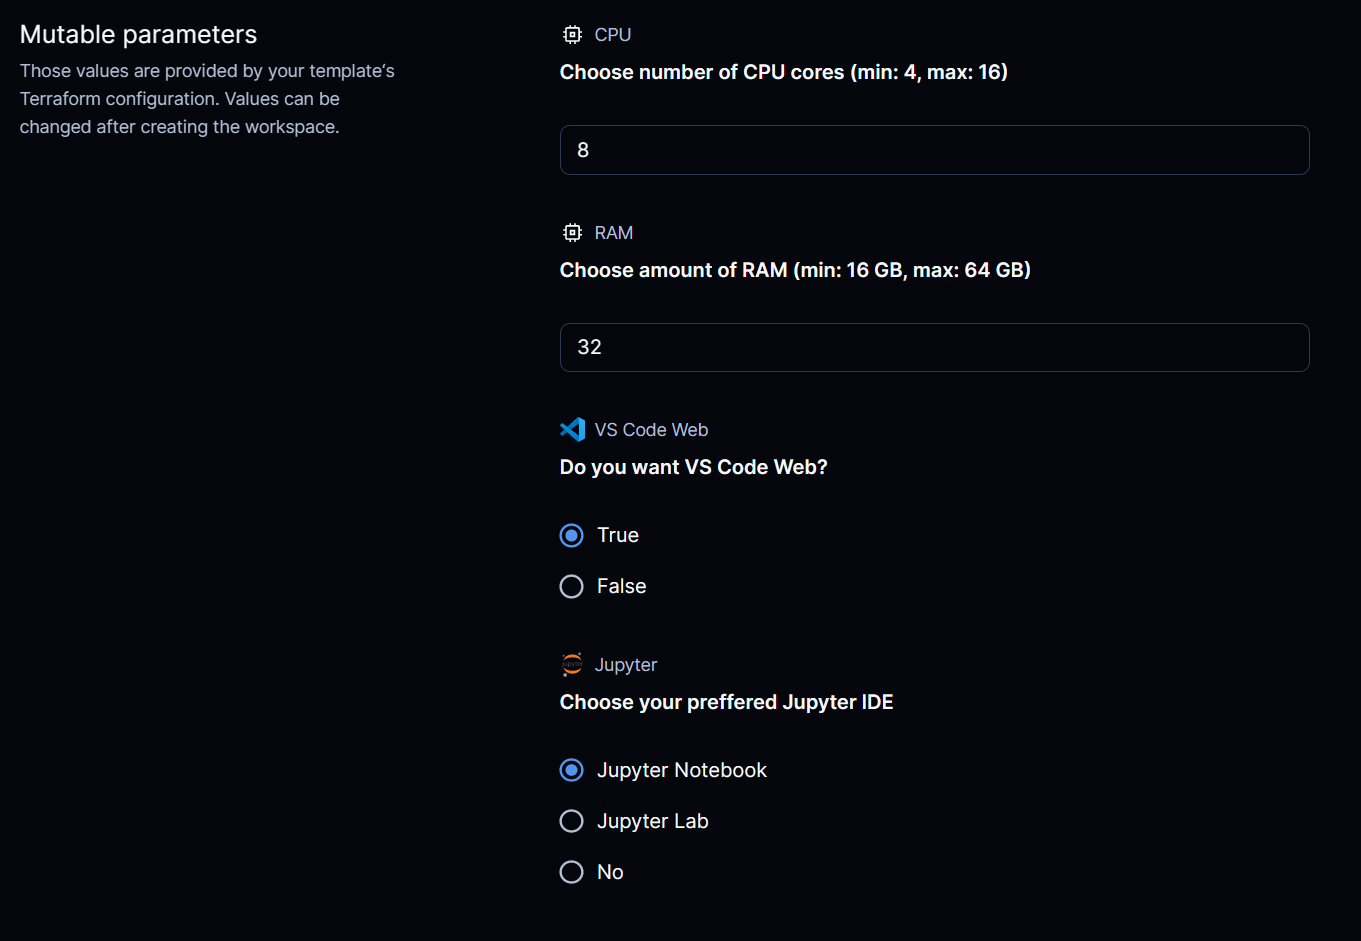 Mutable parameters
Those values are provided by your template‘s
Terraform configuration. Values can be
changed after creating the workspace.
CPU
Choose number of CPU cores (min: 4, max: 16)
8
RAM
Choose amount of RAM (min: 16 GB, max: 64 GB)
32
VS Code Web
Do you want VS Code Web?
True
False
Jupyter
Choose your preffered Jupyter IDE
Jupyter Notebook
Jupyter Lab
No